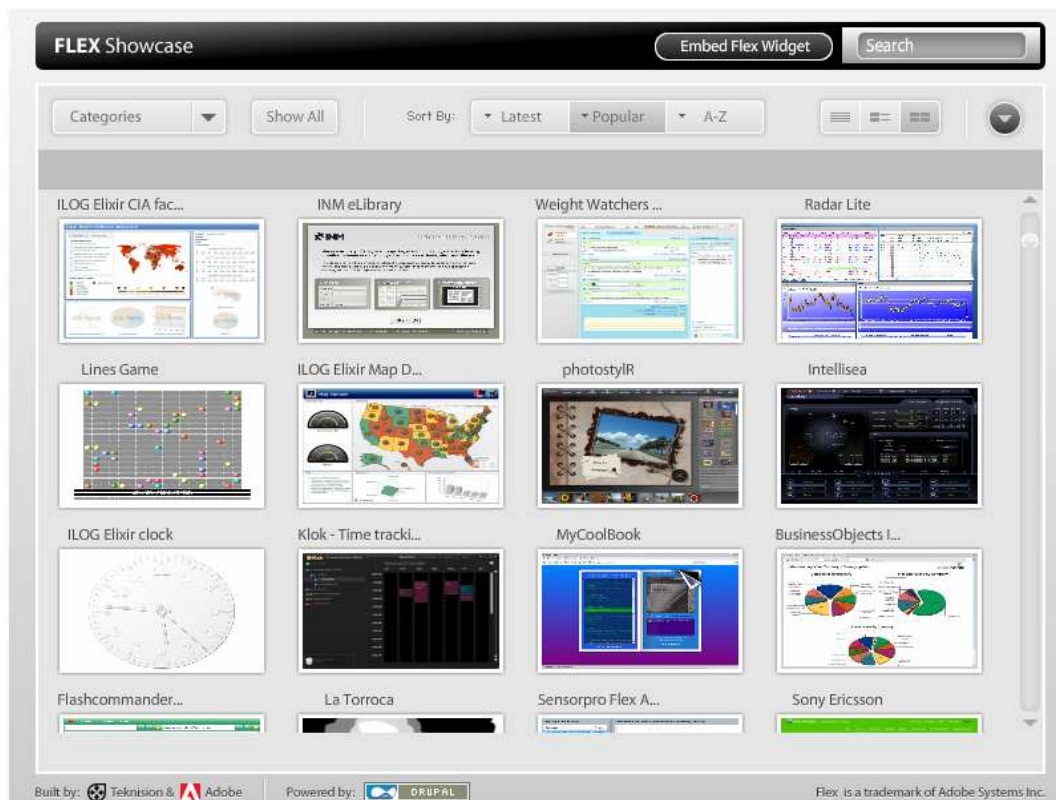 FLEX Showcase
Embed Flex Widget
Search
Categories
Show All
Sort By:
Latest
Popular
A-Z
ILOG Elixir CIA fac...
INM eLibrary
Weight Watchers ...
Radar Lite
Lines Game
ILOG Elixir Map D...
photostylR
Intellisea
ILOG Elixir clock
Klok - Time tracki...
MyCoolBook
BusinessObjects I...
Flashcommander...
La Torroca
Sensorpro Flex A...
Sony Ericsson
Built by: Teknision & Adobe
Powered by: DRUPAL
Flex is a trademark of Adobe Systems Inc.